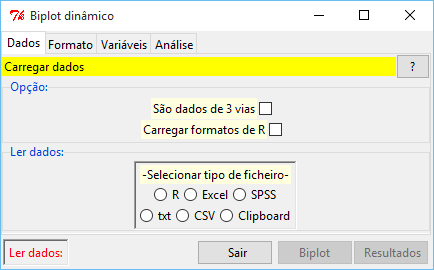 Biplot dinâmico
Dados Formato Variáveis Análise
Carregar dados ?
Opção:
São dados de 3 vias
Carregar formatos de R
Ler dados:
-Selecionar tipo de ficheiro-
R Excel SPSS
txt CSV Clipboard
Ler dados: Sair Biplot Resultados